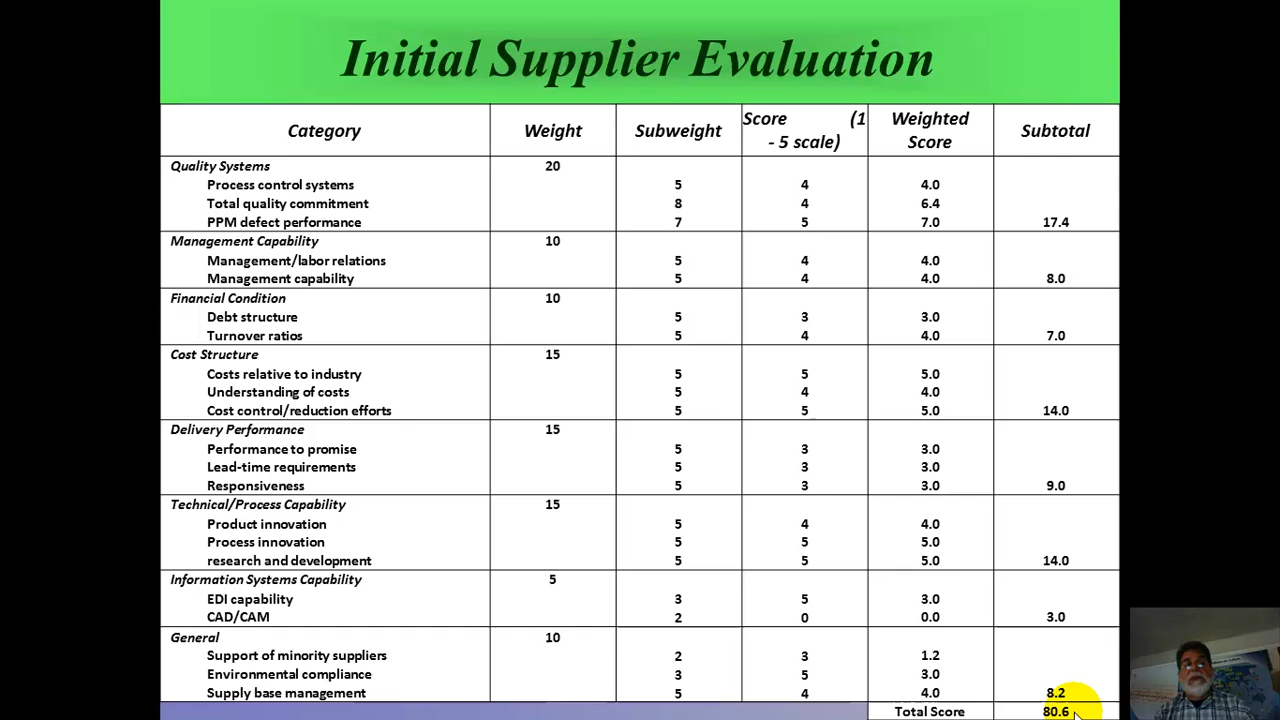 Initial Supplier Evaluation
Category Weight Subweight Score (1 - 5 scale) Weighted Score Subtotal
Quality Systems 20
Process control systems 5 4 4.0
Total quality commitment 8 4 6.4
PPM defect performance 7 5 7.0 17.4
Management Capability 10
Management/labor relations 5 4 4.0
Management capability 5 4 4.0 8.0
Financial Condition 10
Debt structure 5 3 3.0
Turnover ratios 5 4 4.0 7.0
Cost Structure 15
Costs relative to industry 5 5 5.0
Understanding of costs 5 4 4.0
Cost control/reduction efforts 5 5 5.0 14.0
Delivery Performance 15
Performance to promise 5 3 3.0
Lead-time requirements 5 3 3.0
Responsiveness 5 3 3.0 9.0
Technical/Process Capability 15
Product innovation 5 4 4.0
Process innovation 5 5 5.0
research and development 5 5 5.0 14.0
Information Systems Capability 5
EDI capability 3 5 3.0
CAD/CAM 2 0 0.0 3.0
General 10
Support of minority suppliers 2 3 1.2
Environmental compliance 3 5 3.0
Supply base management 5 4 4.0 8.2
Total Score 80.6